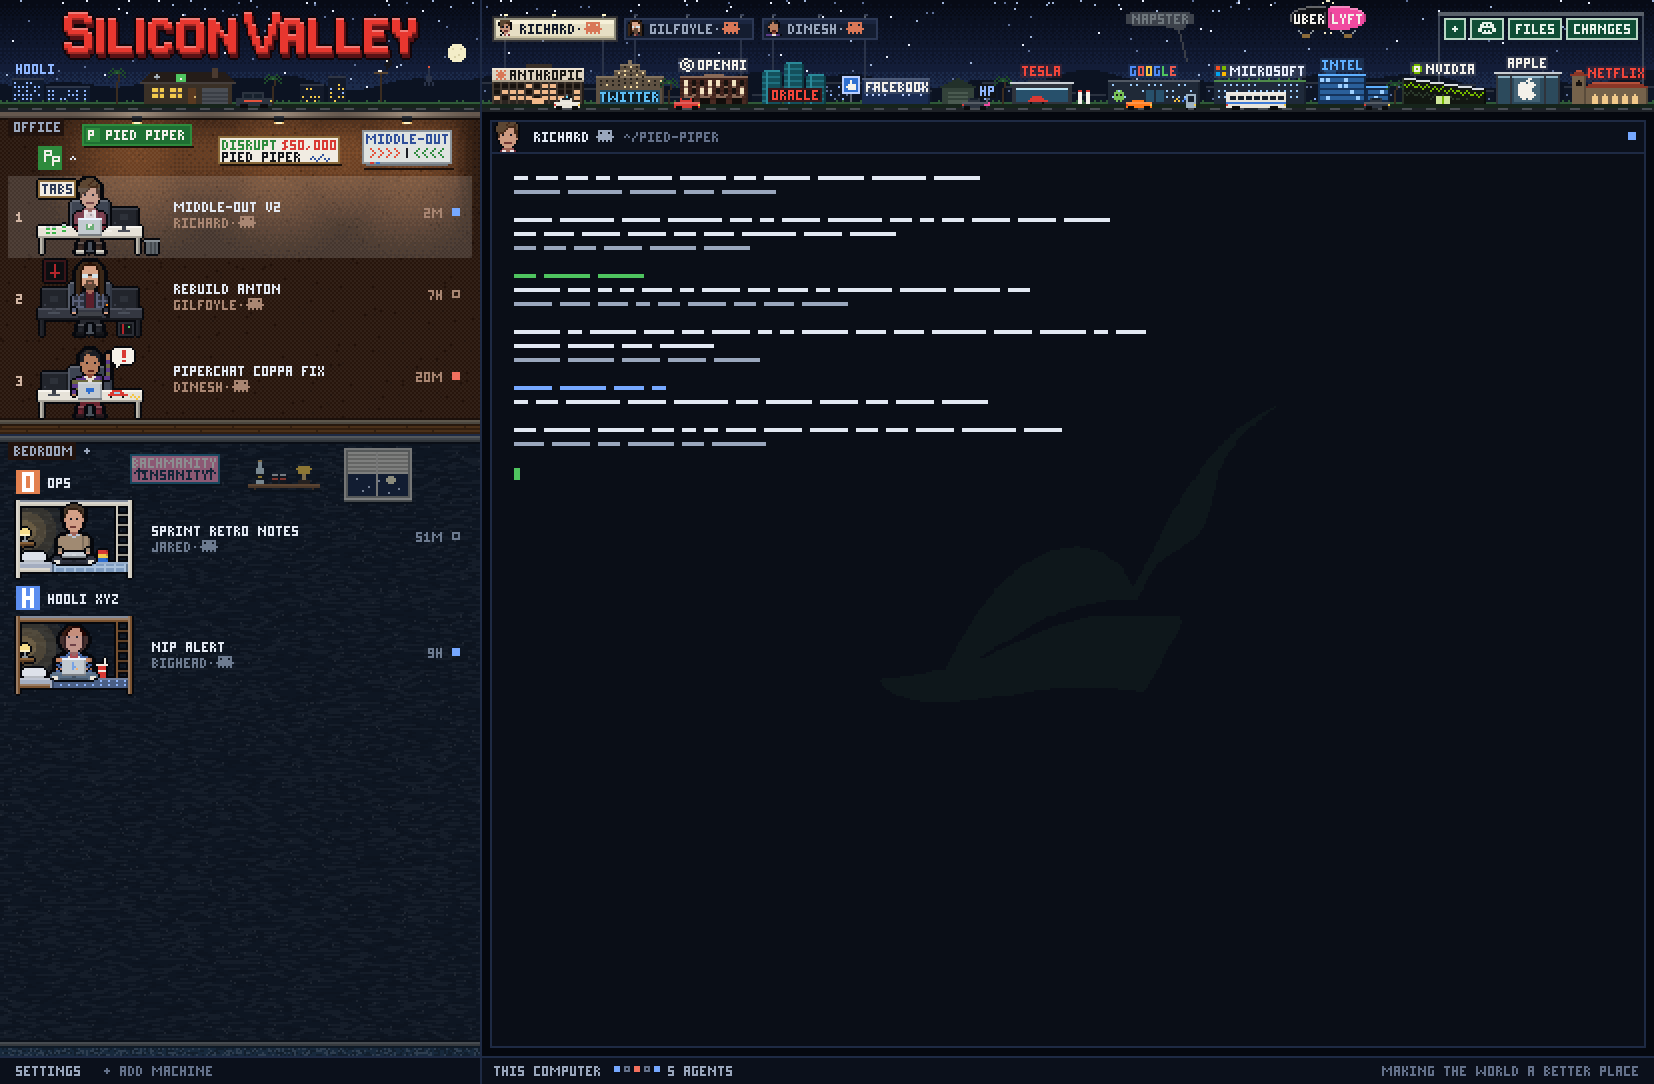 SILICON VALLEY
HOOLI
RICHARD
GILFOYLE
DINESH
NAPSTER
UBER
LYFT
+
FILES
CHANGES
ANTHROPIC
TWITTER
OPENAI
ORACLE
FACEBOOK
HP
TESLA
GOOGLE
MICROSOFT
INTEL
NVIDIA
APPLE
NETFLIX
OFFICE
P PIED PIPER
DISRUPT $50,000
PIED PIPER
MIDDLE-OUT
>>>> | <<<<
PP ^
TABS
1
MIDDLE-OUT V2
RICHARD·
2M
2
REBUILD ANTON
GILFOYLE·
7H
3
!
PIPERCHAT COPPA FIX
DINESH·
20M
BEDROOM +
BACHMANITY
INSANITY
O OPS
SPRINT RETRO NOTES
JARED·
51M
H HOOLI XYZ
NIP ALERT
BIGHEAD·
9H
RICHARD ^/PIED-PIPER
SETTINGS + ADD MACHINE
THIS COMPUTER 5 AGENTS
MAKING THE WORLD A BETTER PLACE